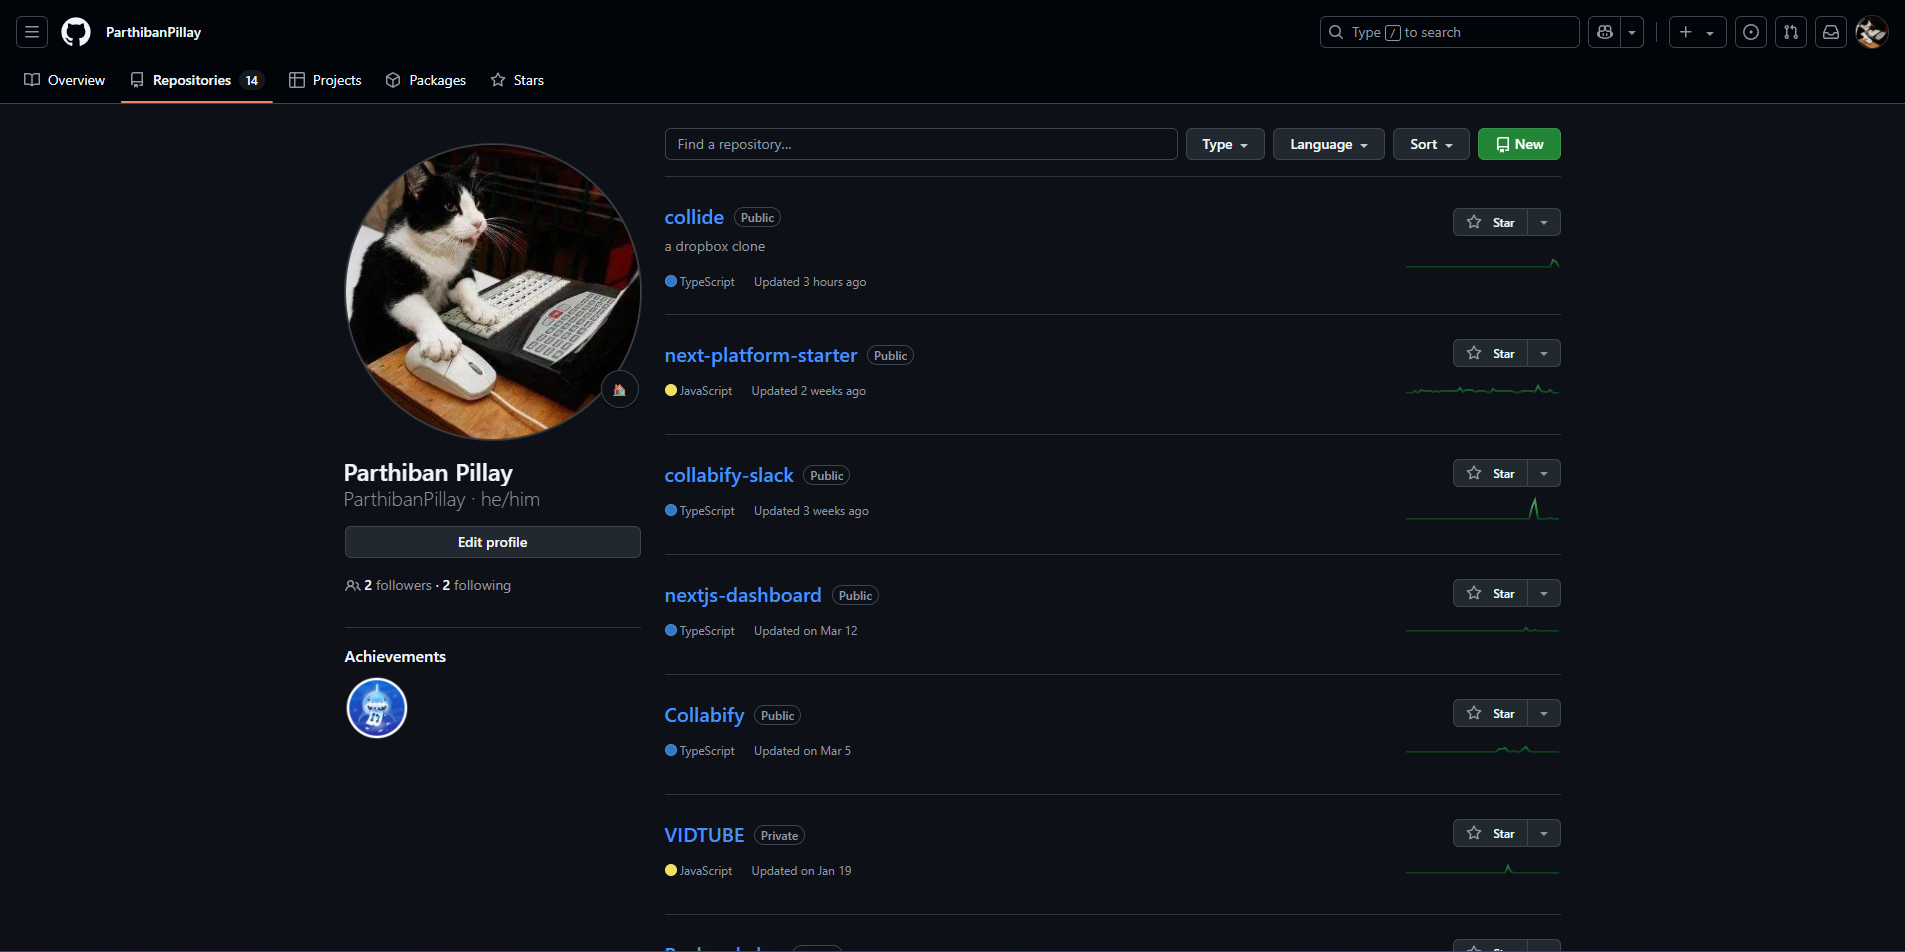 ParthibanPillay
Type / to search
Overview
Repositories 14
Projects
Packages
Stars
Find a repository...
Type
Language
Sort
New
Parthiban Pillay
ParthibanPillay · he/him
Edit profile
2 followers · 2 following
Achievements
collide Public
Star
a dropbox clone
TypeScript Updated 3 hours ago
next-platform-starter Public
Star
JavaScript Updated 2 weeks ago
collabify-slack Public
Star
TypeScript Updated 3 weeks ago
nextjs-dashboard Public
Star
TypeScript Updated on Mar 12
Collabify Public
Star
TypeScript Updated on Mar 5
VIDTUBE Private
Star
JavaScript Updated on Jan 19
Star